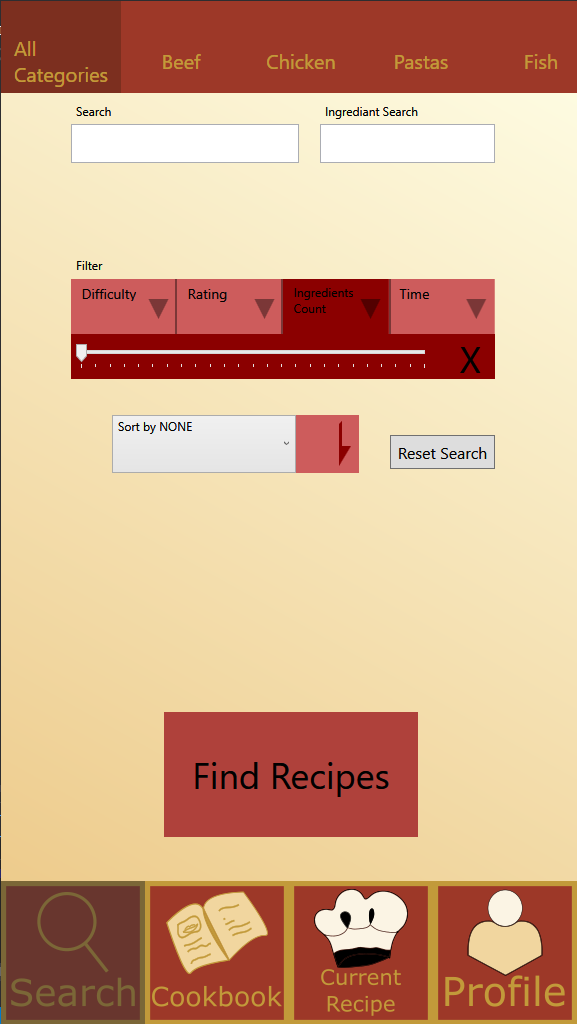 All
Categories
Beef
Chicken
Pastas
Fish
Search
Ingrediant Search
Filter
Difficulty
Rating
Ingredients
Count
Time
X
Sort by NONE
Reset Search
Find Recipes
Search
Cookbook
Current
Recipe
Profile